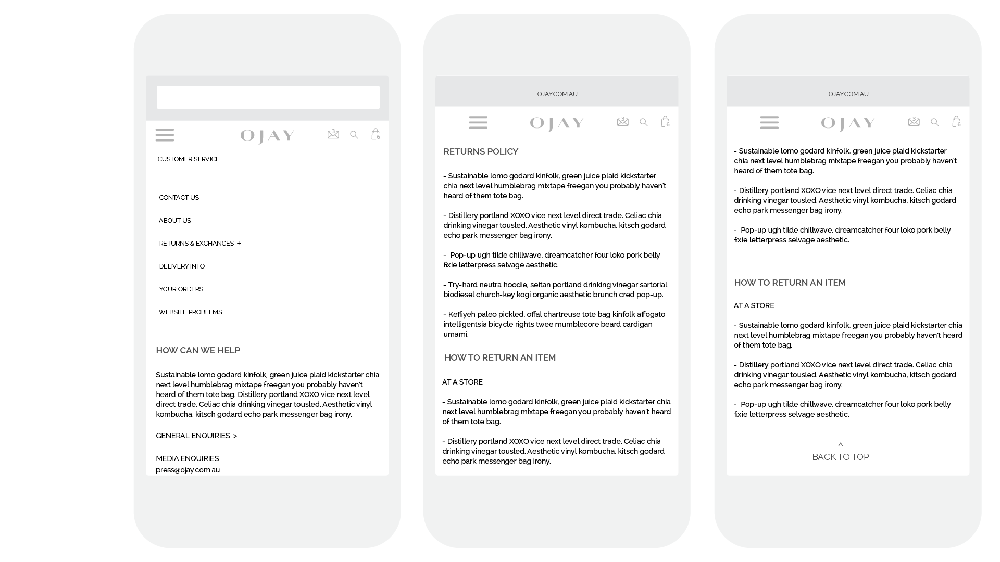 OJAY
3
6
CUSTOMER SERVICE
CONTACT US
ABOUT US
RETURNS & EXCHANGES +
DELIVERY INFO
YOUR ORDERS
WEBSITE PROBLEMS
HOW CAN WE HELP
Sustainable lomo godard kinfolk, green juice plaid kickstarter chia
next level humblebrag mixtape freegan you probably haven't
heard of them tote bag. Distillery portland XOXO vice next level
direct trade. Celiac chia drinking vinegar tousled. Aesthetic vinyl
kombucha, kitsch godard echo park messenger bag irony.
GENERAL ENQUIRIES >
MEDIA ENQUIRIES
press@ojay.com.au
OJAY.COM.AU
OJAY
3
6
RETURNS POLICY
- Sustainable lomo godard kinfolk, green juice plaid kickstarter
chia next level humblebrag mixtape freegan you probably haven't
heard of them tote bag.
- Distillery portland XOXO vice next level direct trade. Celiac chia
drinking vinegar tousled. Aesthetic vinyl kombucha, kitsch godard
echo park messenger bag irony.
- Pop-up ugh tilde chillwave, dreamcatcher four loko pork belly
fixie letterpress selvage aesthetic.
- Try-hard neutra hoodie, seitan portland drinking vinegar sartorial
biodiesel church-key kogi organic aesthetic brunch cred pop-up.
- Keffiyeh paleo pickled, offal chartreuse tote bag kinfolk affogato
intelligentsia bicycle rights twee mumblecore beard cardigan
umami.
HOW TO RETURN AN ITEM
AT A STORE
- Sustainable lomo godard kinfolk, green juice plaid kickstarter chia
next level humblebrag mixtape freegan you probably haven't heard
of them tote bag.
- Distillery portland XOXO vice next level direct trade. Celiac chia
drinking vinegar tousled. Aesthetic vinyl kombucha, kitsch godard
echo park messenger bag irony.
OJAY.COM.AU
OJAY
3
6
- Sustainable lomo godard kinfolk, green juice plaid kickstarter
chia next level humblebrag mixtape freegan you probably haven't
heard of them tote bag.
- Distillery portland XOXO vice next level direct trade. Celiac chia
drinking vinegar tousled. Aesthetic vinyl kombucha, kitsch godard
echo park messenger bag irony.
- Pop-up ugh tilde chillwave, dreamcatcher four loko pork belly
fixie letterpress selvage aesthetic.
HOW TO RETURN AN ITEM
AT A STORE
- Sustainable lomo godard kinfolk, green juice plaid kickstarter chia
next level humblebrag mixtape freegan you probably haven't heard
of them tote bag.
- Distillery portland XOXO vice next level direct trade. Celiac chia
drinking vinegar tousled. Aesthetic vinyl kombucha, kitsch godard
echo park messenger bag irony.
- Pop-up ugh tilde chillwave, dreamcatcher four loko pork belly
fixie letterpress selvage aesthetic.
^
BACK TO TOP